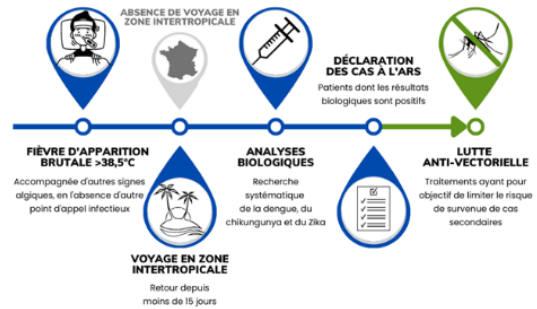 ABSENCE DE VOYAGE EN
ZONE INTERTROPICALE
DÉCLARATION
DES CAS À L'ARS
Patients dont les résultats
biologiques sont positifs
FIÈVRE D'APPARITION
BRUTALE >38,5°C
Accompagnée d'autres signes
algiques, en l'absence d'autre
point d'appel infectieux
VOYAGE EN ZONE
INTERTROPICALE
Retour depuis
moins de 15 jours
ANALYSES
BIOLOGIQUES
Recherche
systématique
de la dengue, du
chikungunya et du Zika
LUTTE
ANTI-VECTORIELLE
Traitements ayant pour
objectif de limiter le risque
de survenue de cas
secondaires